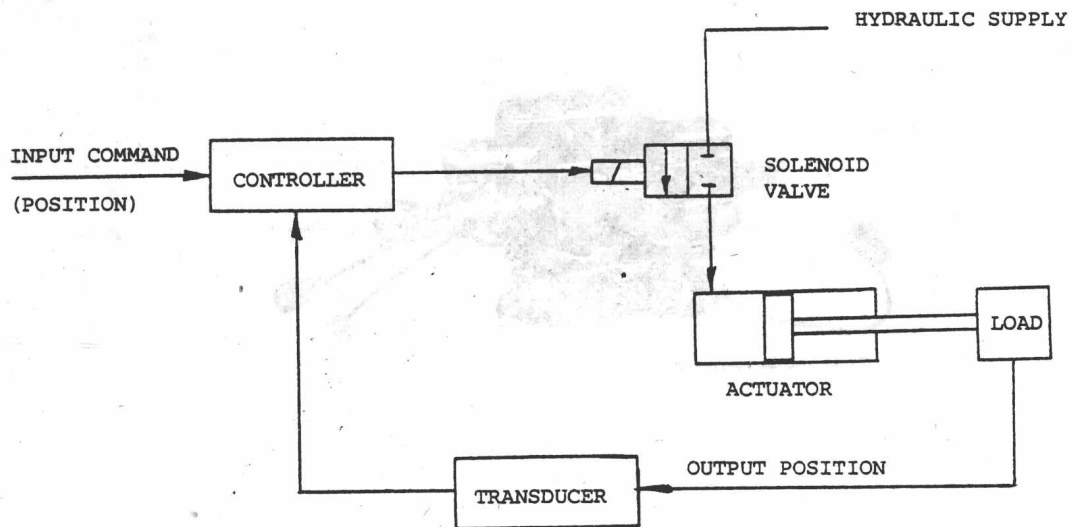 HYDRAULIC SUPPLY
INPUT COMMAND
(POSITION)
CONTROLLER
SOLENOID
VALVE
LOAD
ACTUATOR
OUTPUT POSITION
TRANSDUCER